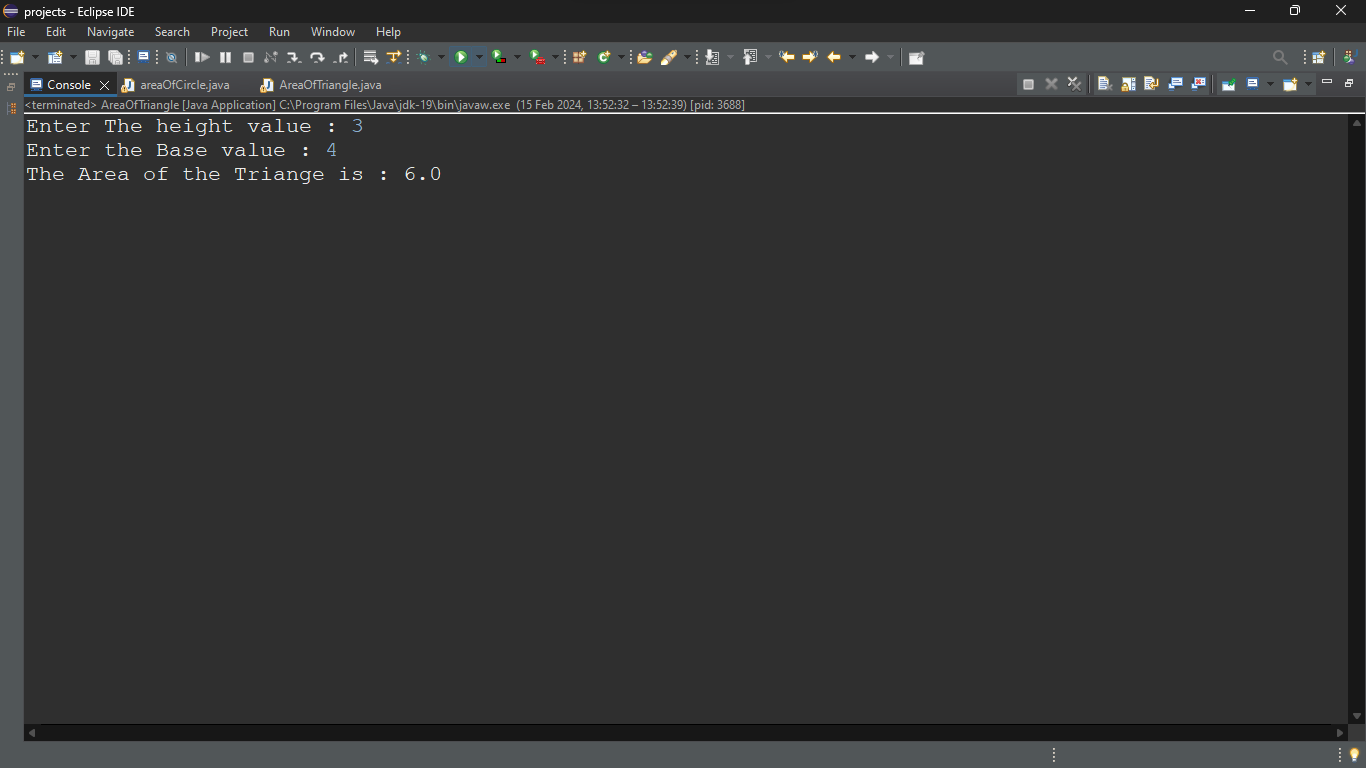 projects - Eclipse IDE
File Edit Navigate Search Project Run Window Help
Console areaOfCircle.java AreaOfTriangle.java
<terminated> AreaOfTriangle [Java Application] C:\Program Files\Java\jdk-19\bin\javaw.exe (15 Feb 2024, 13:52:32 – 13:52:39) [pid: 3688]
Enter The height value : 3
Enter the Base value : 4
The Area of the Triange is : 6.0